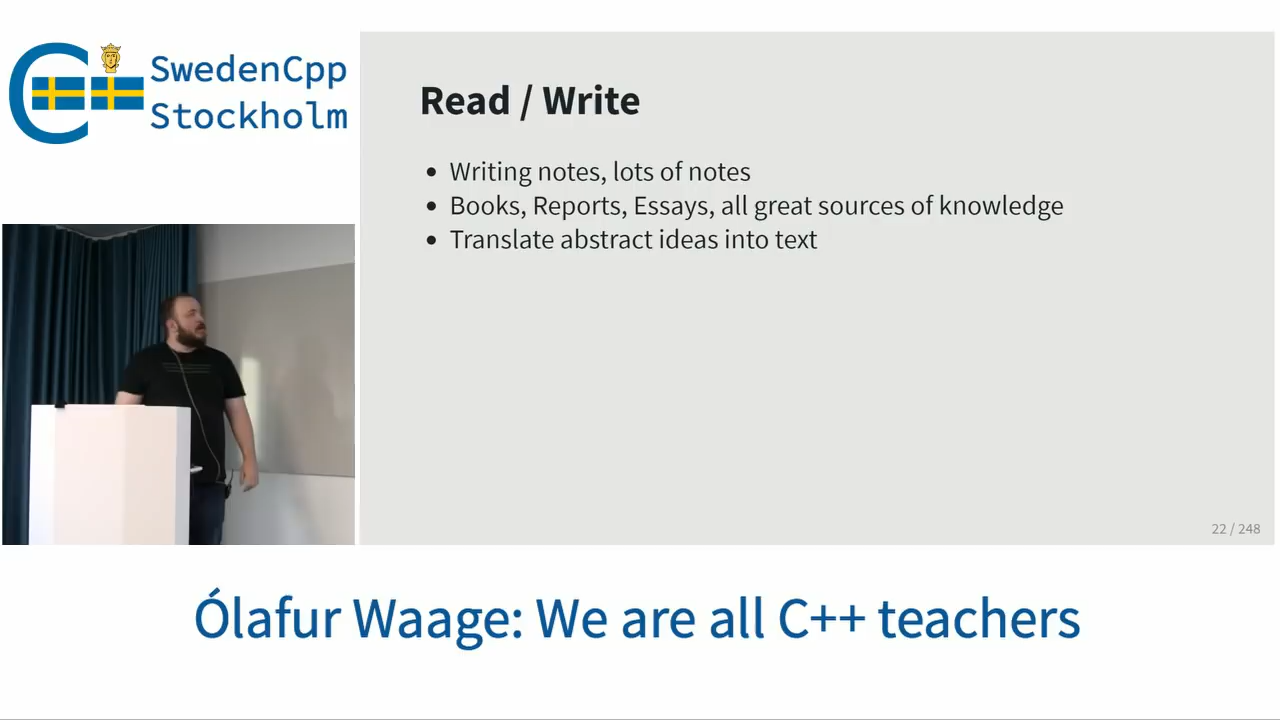 SwedenCpp
Stockholm
Read / Write
• Writing notes, lots of notes
• Books, Reports, Essays, all great sources of knowledge
• Translate abstract ideas into text
22 / 248
Ólafur Waage: We are all C++ teachers